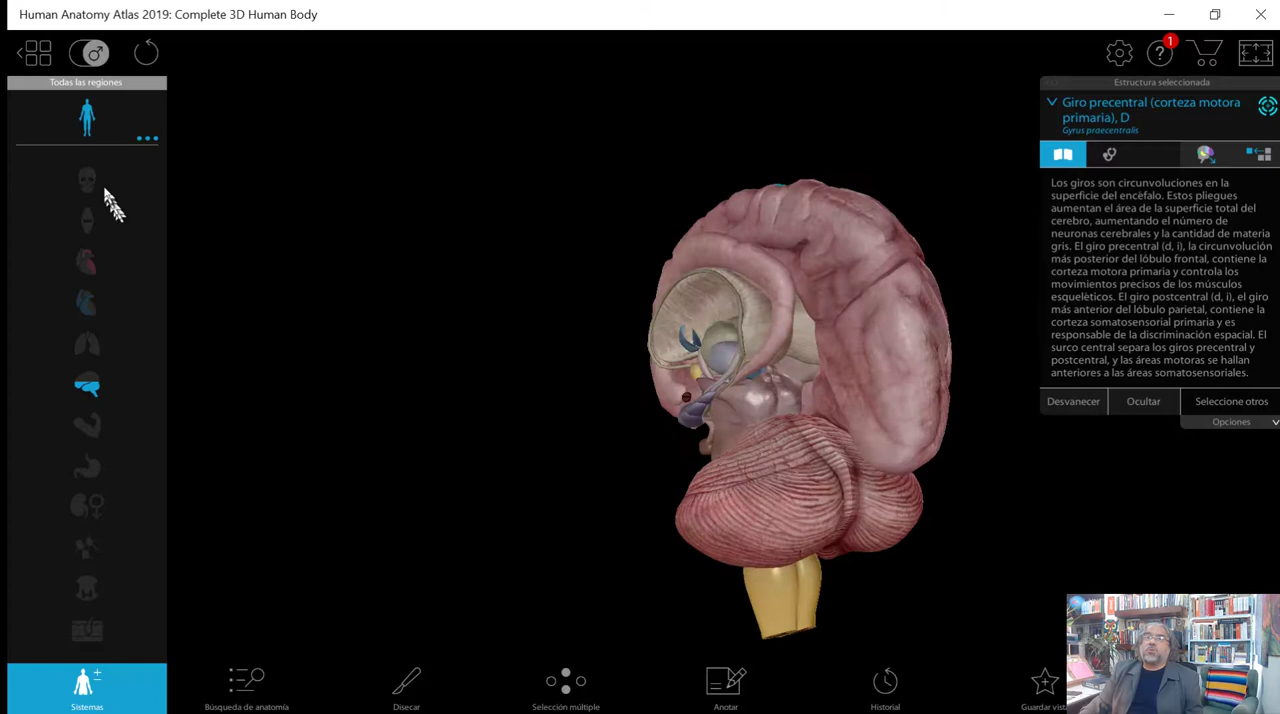 Human Anatomy Atlas 2019: Complete 3D Human Body
1
Todas las regiones
Estructura seleccionada
Giro precentral (corteza motora
primaria), D
Gyrus praecentralis
Los giros son circunvoluciones en la
superficie del encèfalo. Estos pliegues
aumentan el área de la superficie total del
cerebro, aumentando el número de
neuronas cerebrales y la cantidad de materia
gris. El giro precentral (d, i), la circunvolución
más posterior del lóbulo frontal, contiene la
corteza motora primaria y controla los
movimientos precisos de los músculos
esquelèticos. El giro postcentral (d, i), el giro
más anterior del lóbulo parietal, contiene la
corteza somatosensorial primaria y es
responsable de la discriminación espacial. El
surco central separa los giros precentral y
postcentral, y las áreas motoras se hallan
anteriores a las áreas somatosensoriales.
Desvanecer
Ocultar
Seleccione otros
Opciones
Sistemas
Búsqueda de anatomía
Disecar
Selección múltiple
Anotar
Historial
Guardar vist